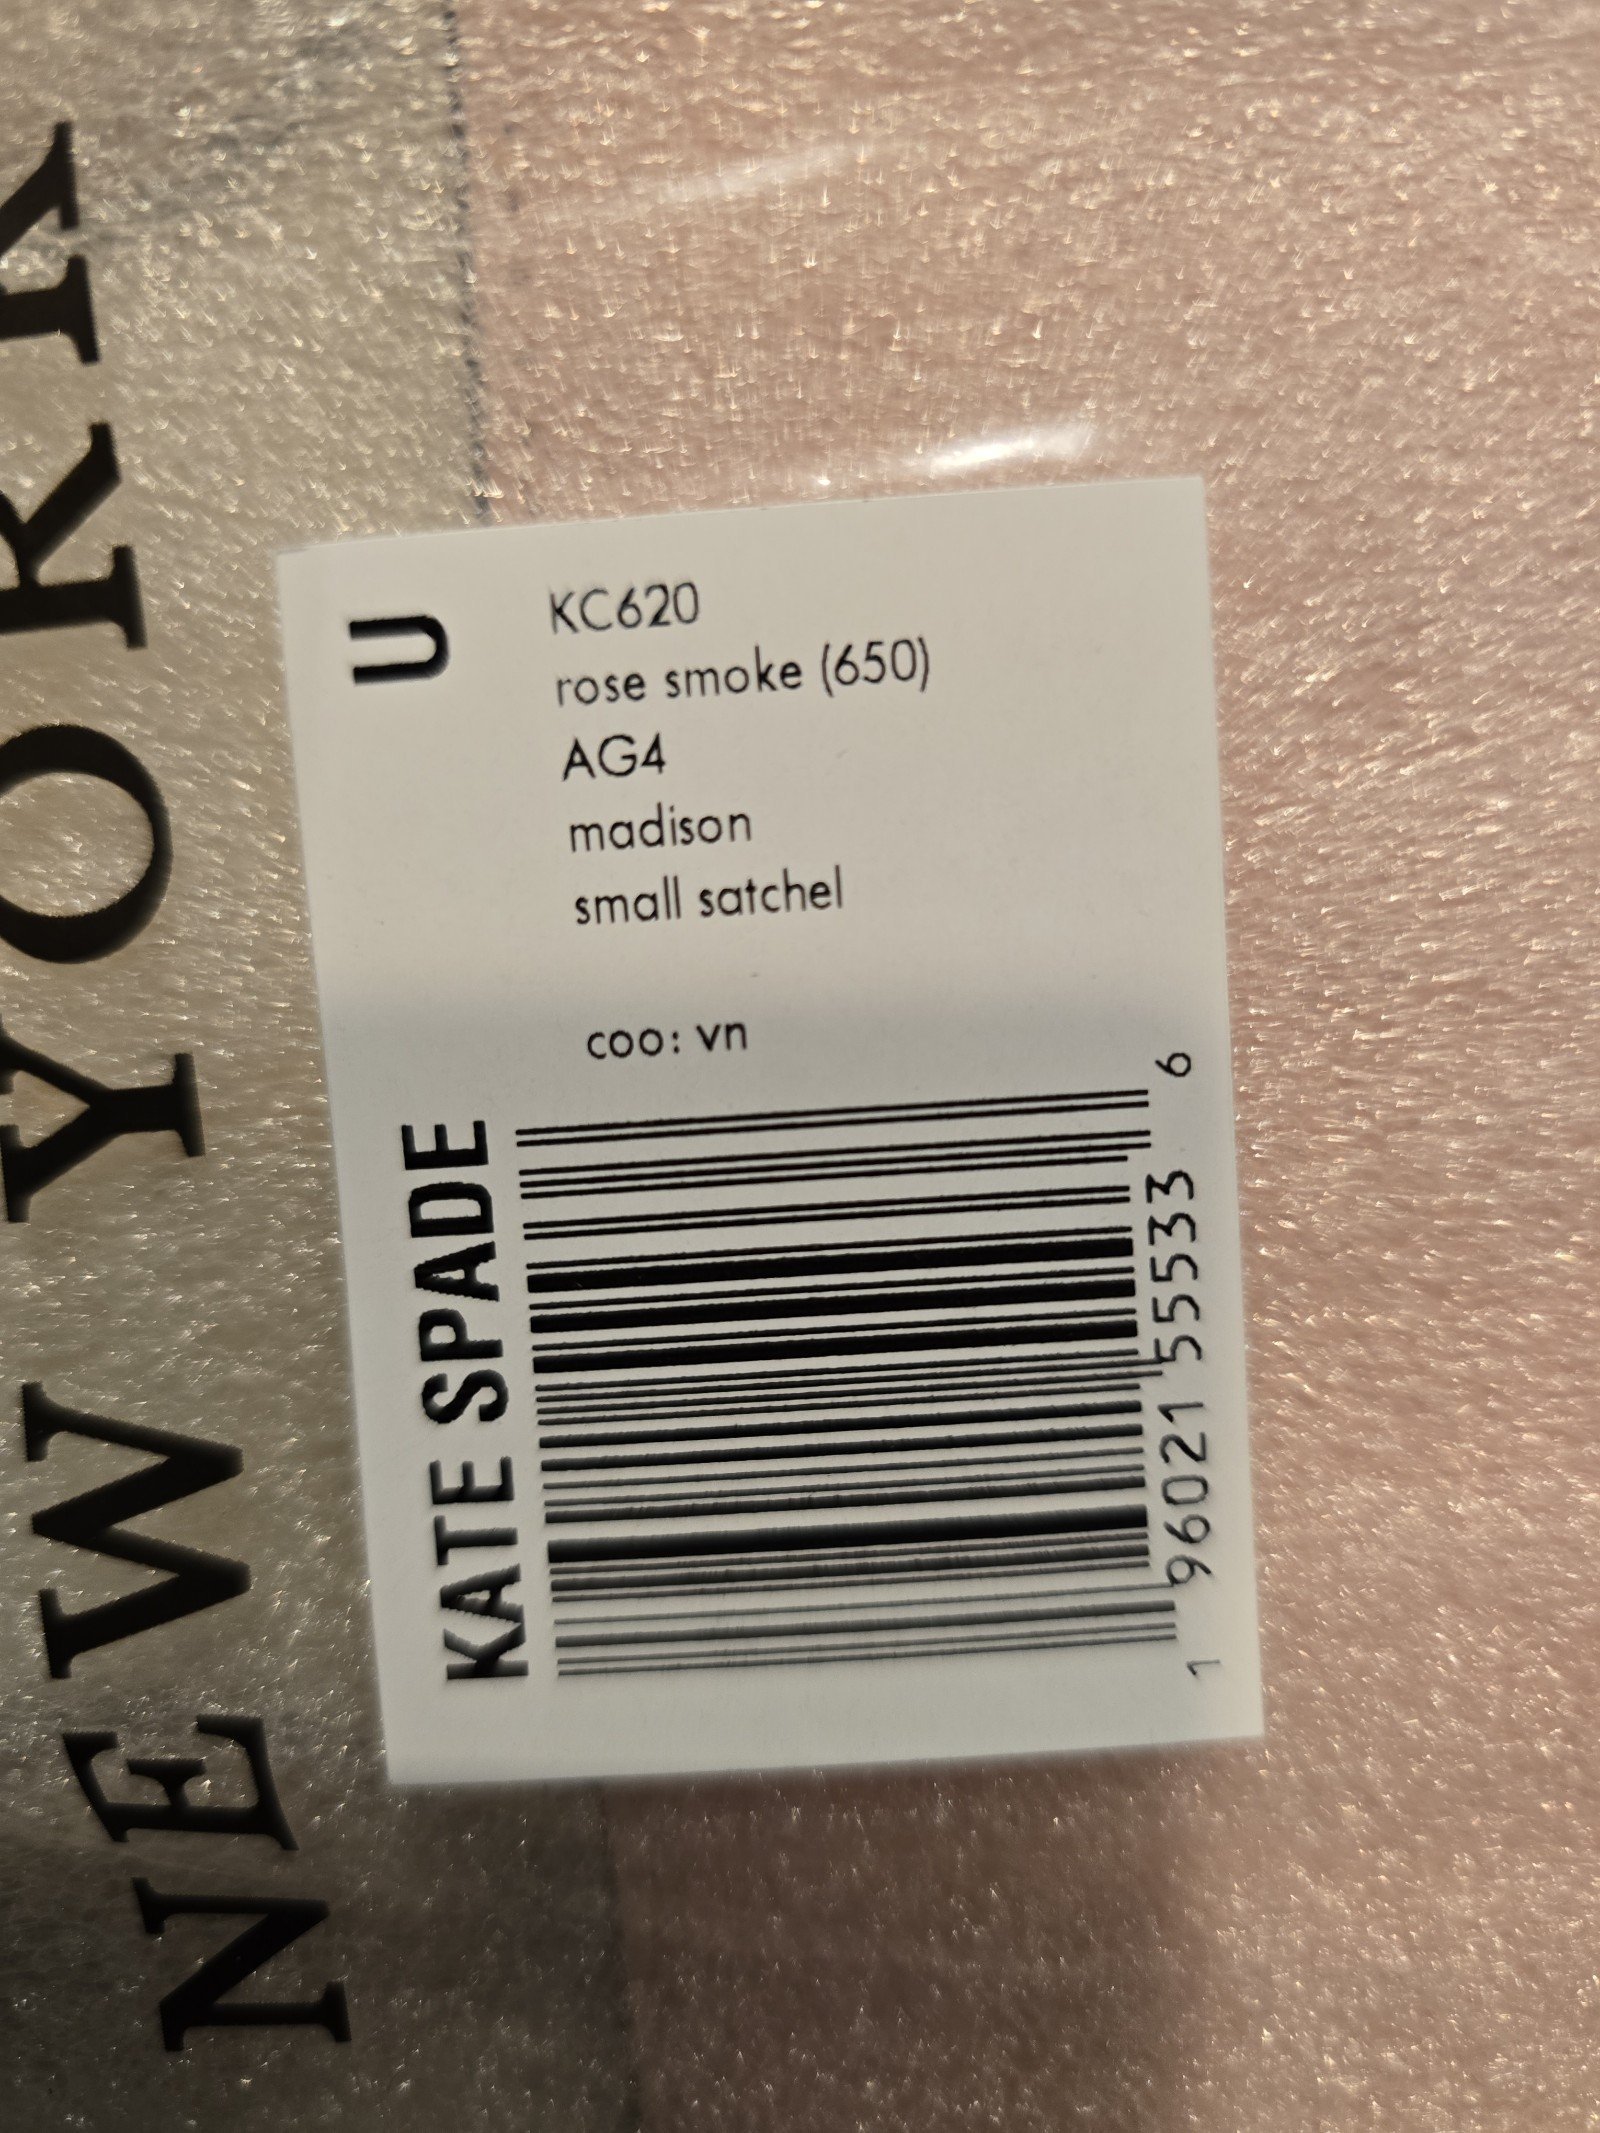 NEW YORK
U
KC620
rose smoke (650)
AG4
madison
small satchel
coo: vn
KATE SPADE
1 96021 55533 6